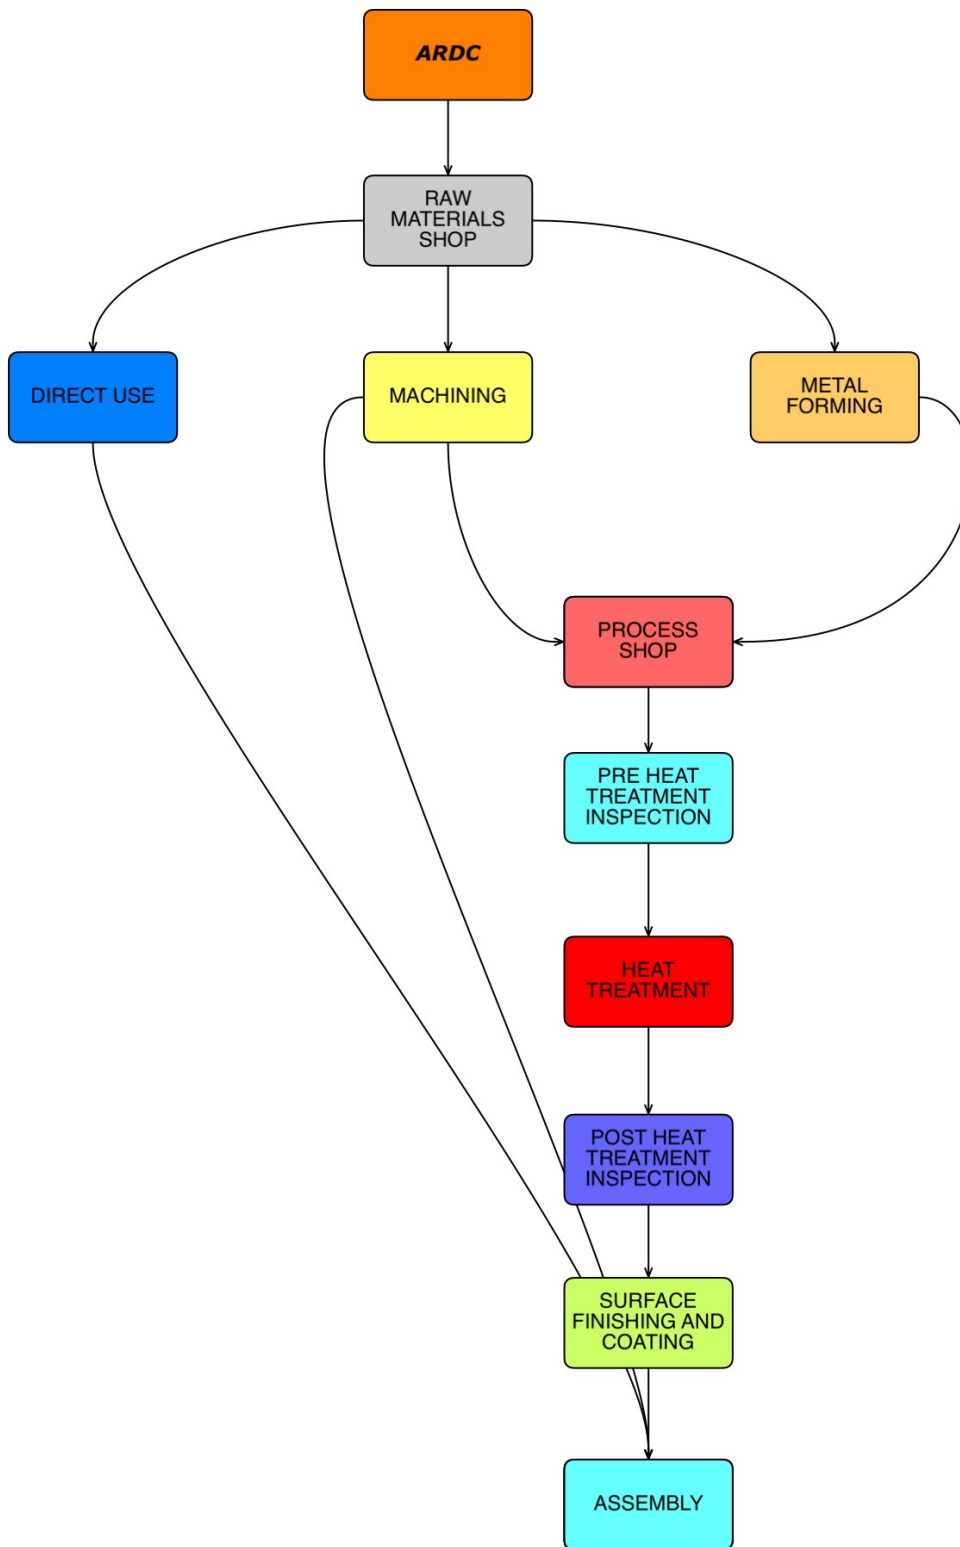 ARDC
RAW
MATERIALS
SHOP
DIRECT USE
MACHINING
METAL
FORMING
PROCESS
SHOP
PRE HEAT
TREATMENT
INSPECTION
HEAT
TREATMENT
POST HEAT
TREATMENT
INSPECTION
SURFACE
FINISHING AND
COATING
ASSEMBLY